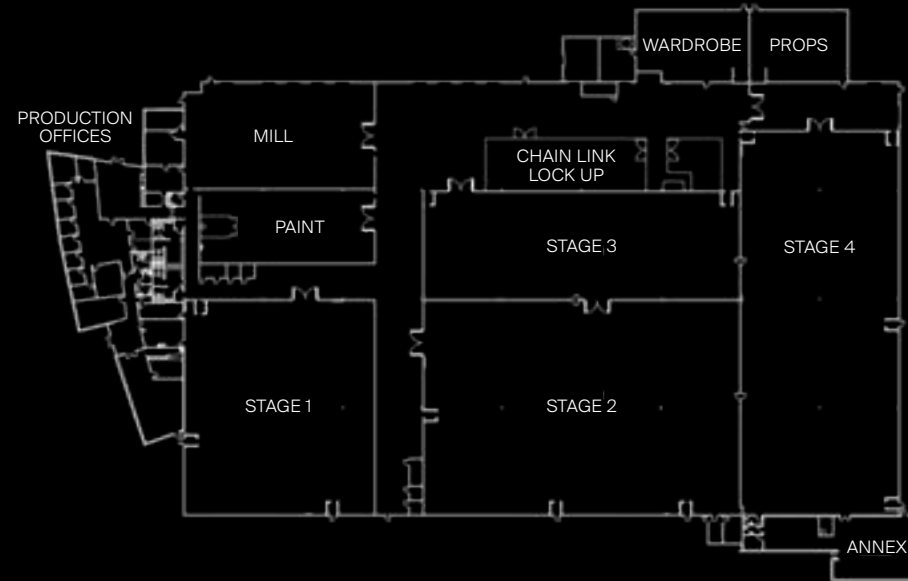 WARDROBE
PROPS
PRODUCTION
OFFICES
MILL
CHAIN LINK
LOCK UP
PAINT
STAGE 3
STAGE 4
STAGE 1
STAGE 2
ANNEX